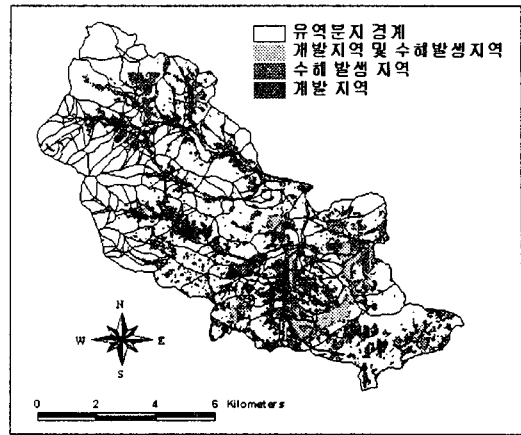 유역분지 경계
개발지역 및 수해발생지역
수해 발생 지역
개발 지역
N
W E
S
0 2 4 6 Kilometers